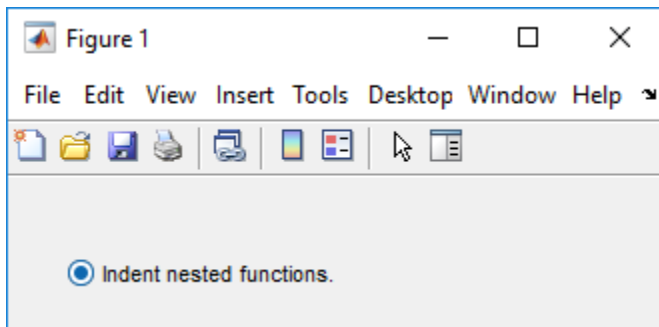 Figure 1
File Edit View Insert Tools Desktop Window Help
Indent nested functions.